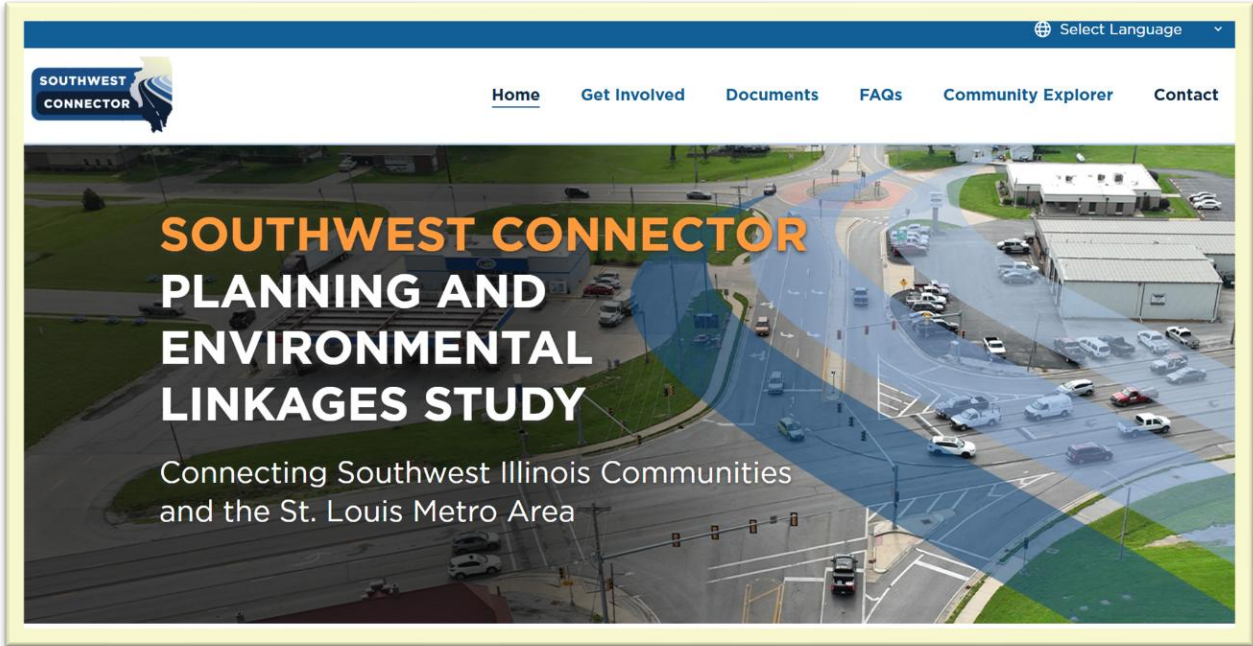 Select Language
SOUTHWEST
CONNECTOR
Home Get Involved Documents FAQs Community Explorer Contact
SOUTHWEST CONNECTOR
PLANNING AND
ENVIRONMENTAL
LINKAGES STUDY
Connecting Southwest Illinois Communities
and the St. Louis Metro Area